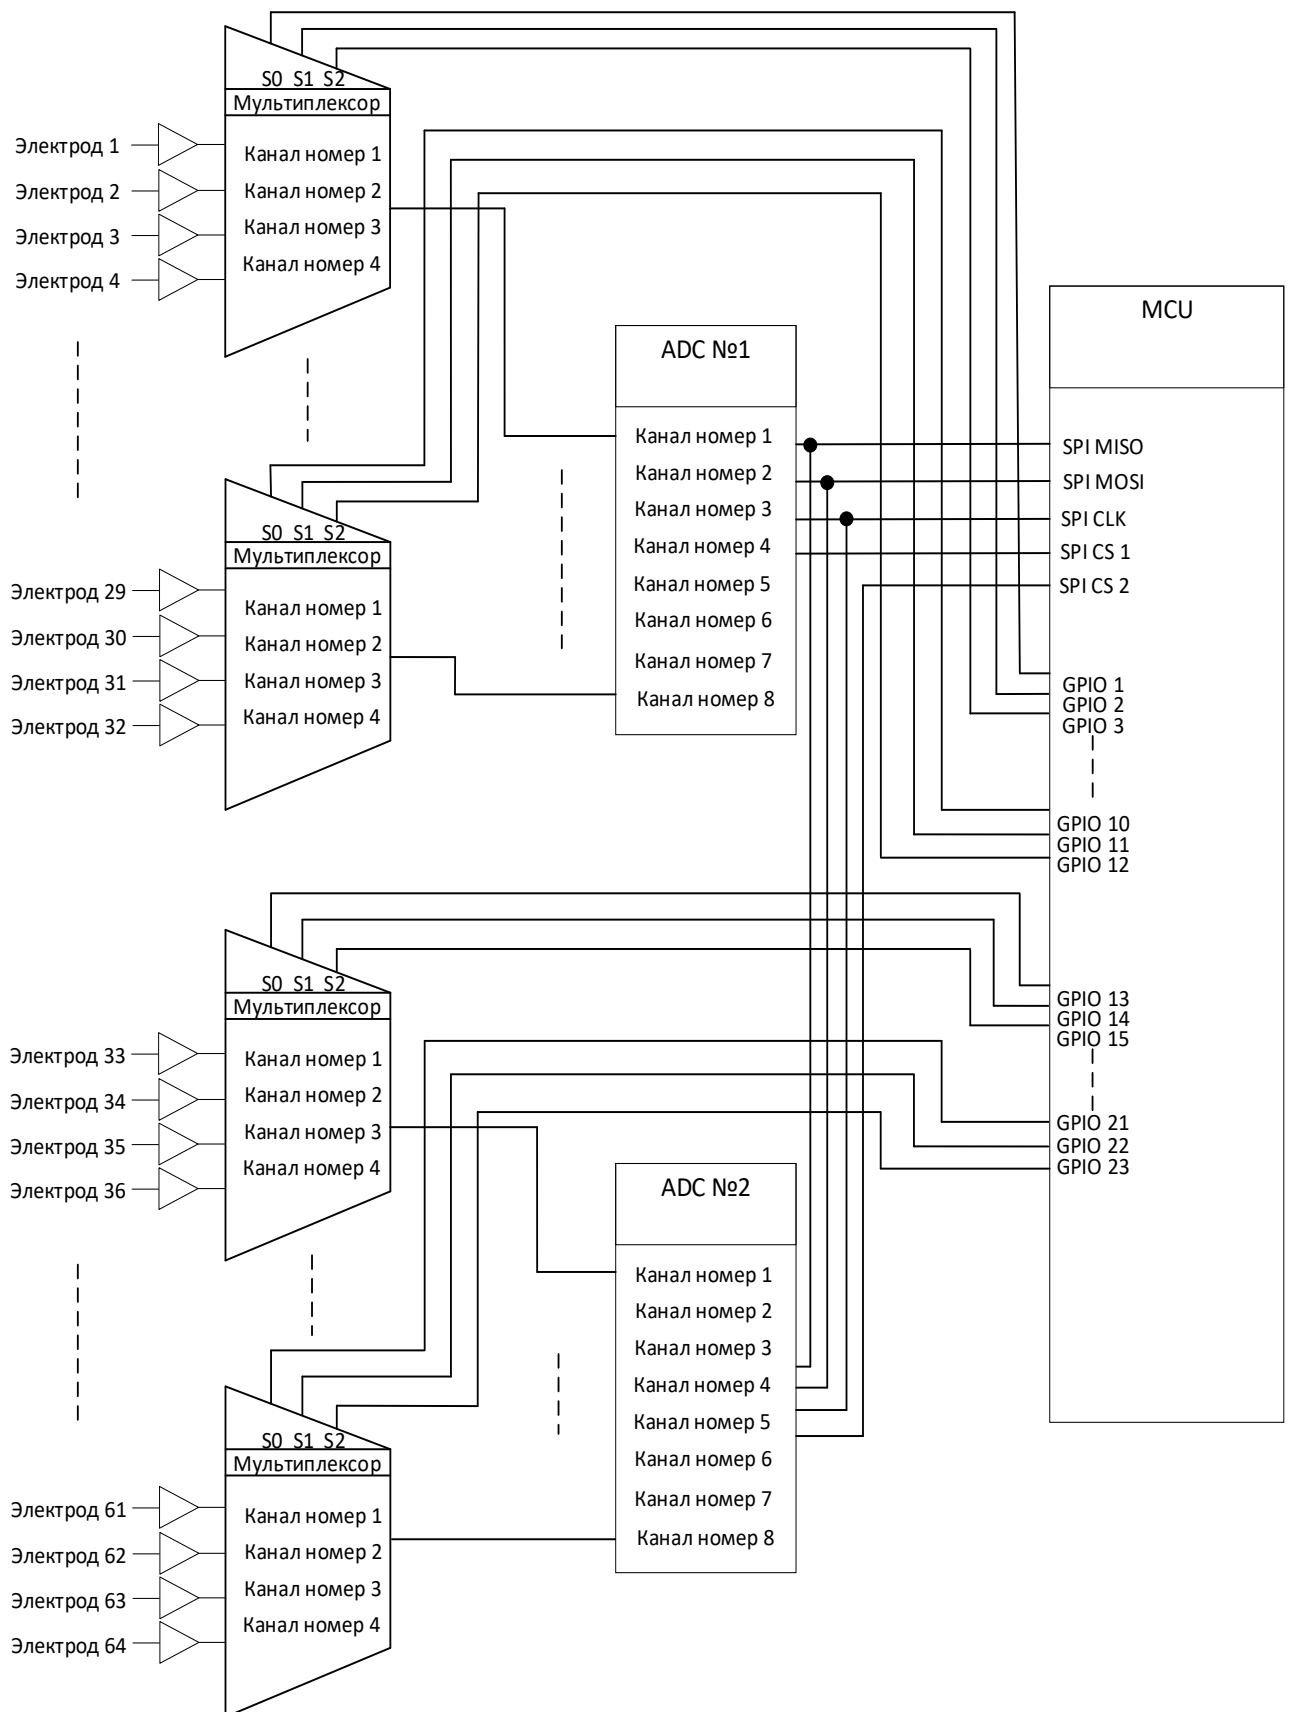 S0 S1 S2
Мультиплексор
Электрод 1
Электрод 2
Электрод 3
Электрод 4
Канал номер 1
Канал номер 2
Канал номер 3
Канал номер 4
S0 S1 S2
Мультиплексор
Электрод 29
Электрод 30
Электрод 31
Электрод 32
Канал номер 1
Канал номер 2
Канал номер 3
Канал номер 4
ADC №1
Канал номер 1
Канал номер 2
Канал номер 3
Канал номер 4
Канал номер 5
Канал номер 6
Канал номер 7
Канал номер 8
MCU
SPI MISO
SPI MOSI
SPI CLK
SPI CS 1
SPI CS 2
GPIO 1
GPIO 2
GPIO 3
GPIO 10
GPIO 11
GPIO 12
GPIO 13
GPIO 14
GPIO 15
GPIO 21
GPIO 22
GPIO 23
S0 S1 S2
Мультиплексор
Электрод 33
Электрод 34
Электрод 35
Электрод 36
Канал номер 1
Канал номер 2
Канал номер 3
Канал номер 4
S0 S1 S2
Мультиплексор
Электрод 61
Электрод 62
Электрод 63
Электрод 64
Канал номер 1
Канал номер 2
Канал номер 3
Канал номер 4
ADC №2
Канал номер 1
Канал номер 2
Канал номер 3
Канал номер 4
Канал номер 5
Канал номер 6
Канал номер 7
Канал номер 8